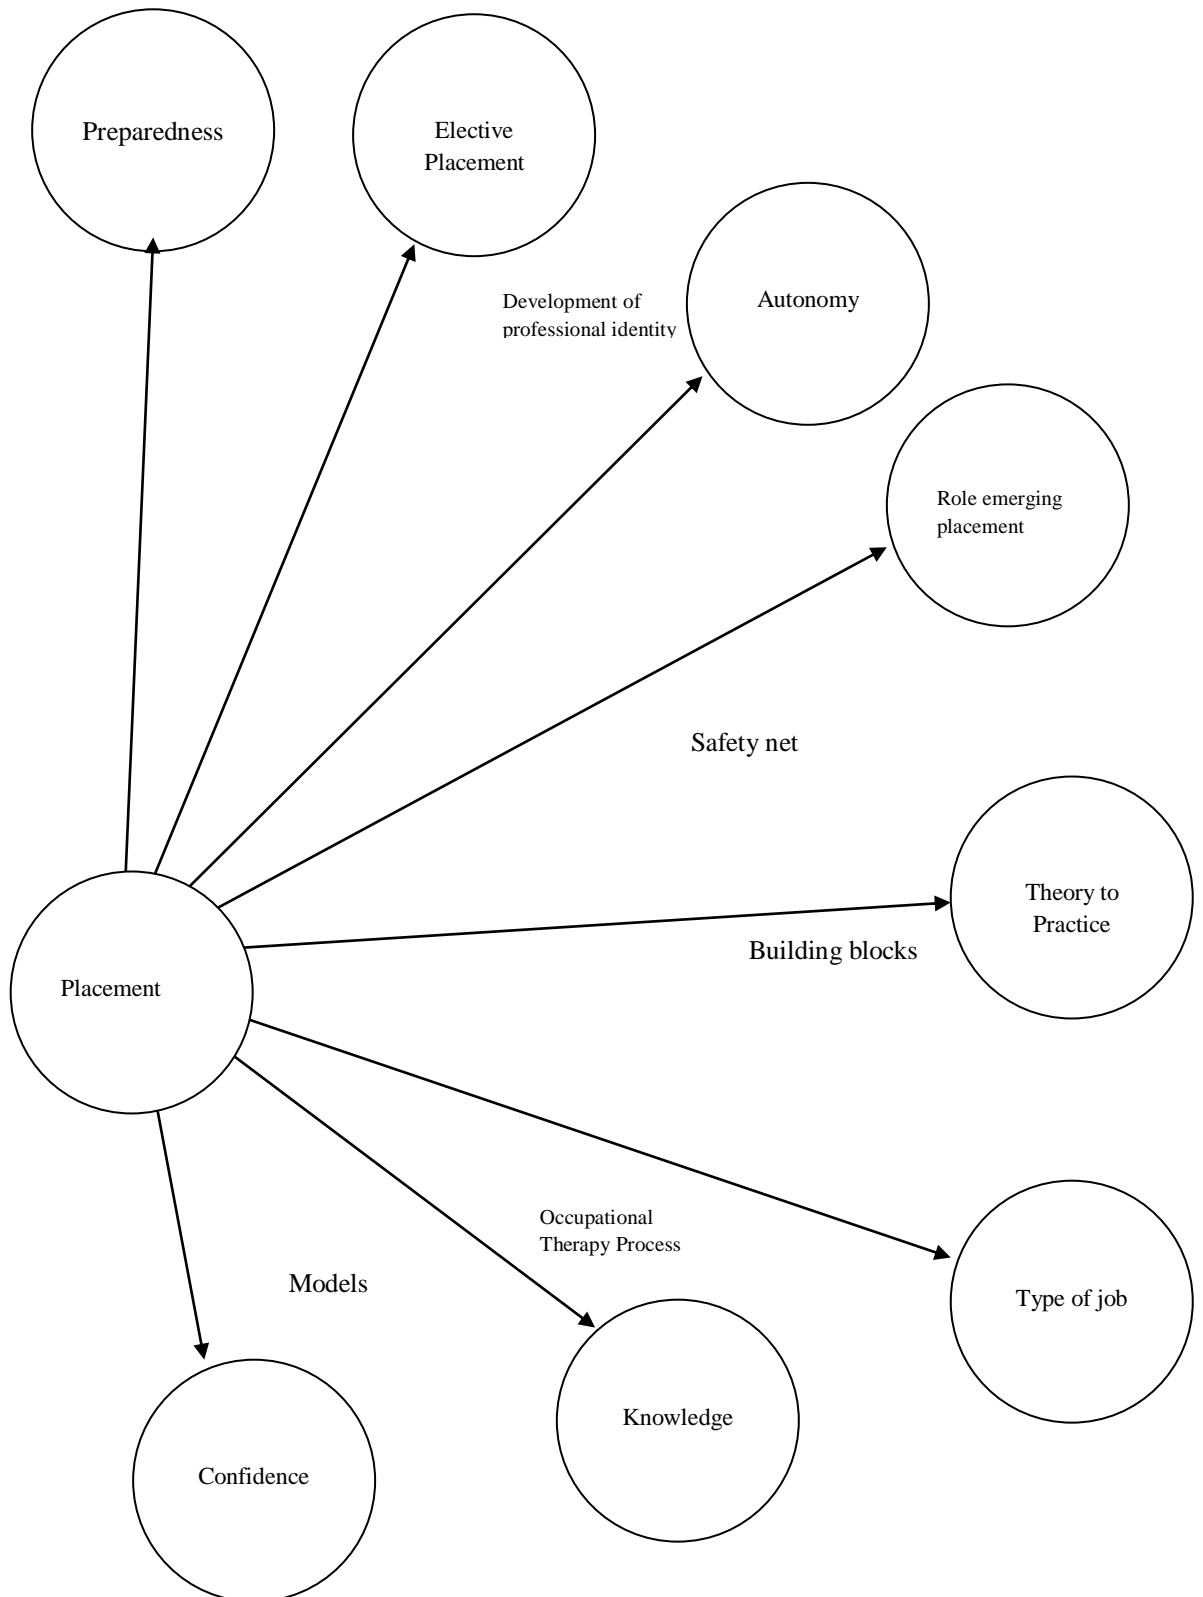 Preparedness
Elective
Placement
Development of
professional identity
Autonomy
Role emerging
placement
Safety net
Theory to
Practice
Building blocks
Placement
Occupational
Therapy Process
Models
Type of job
Knowledge
Confidence